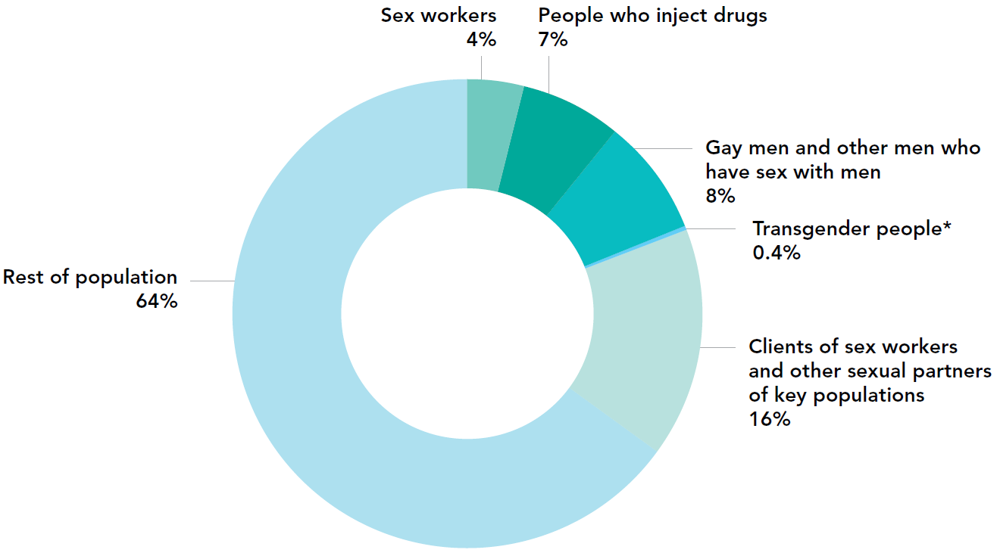 Sex workers
4%
People who inject drugs
7%
Gay men and other men who
have sex with men
8%
Transgender people*
0.4%
Rest of population
64%
Clients of sex workers
and other sexual partners
of key populations
16%